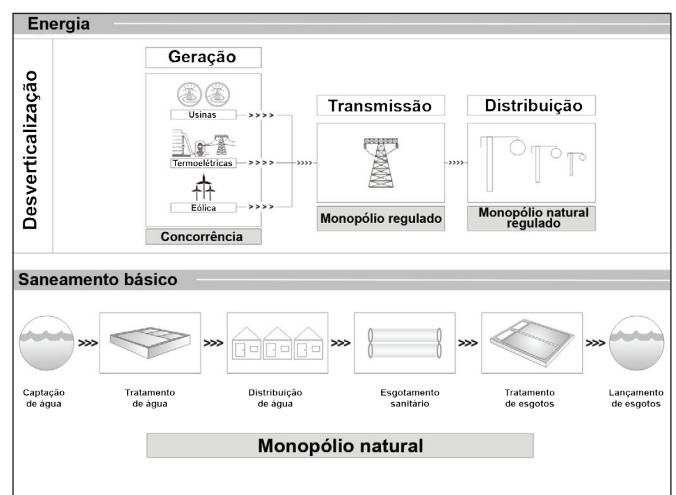 Energia
Desverticalização
Geração
Usinas
>>>>
Termoelétricas
>>>>
Eólica
>>>>
Concorrência
>>>>
Transmissão
Monopólio regulado
>>>>
Distribuição
Monopólio natural
regulado
Saneamento básico
>>>
>>>
>>>
>>>
>>>
Captação
de água
Tratamento
de água
Distribuição
de água
Esgotamento
sanitário
Tratamento
de esgotos
Lançamento
de esgotos
Monopólio natural